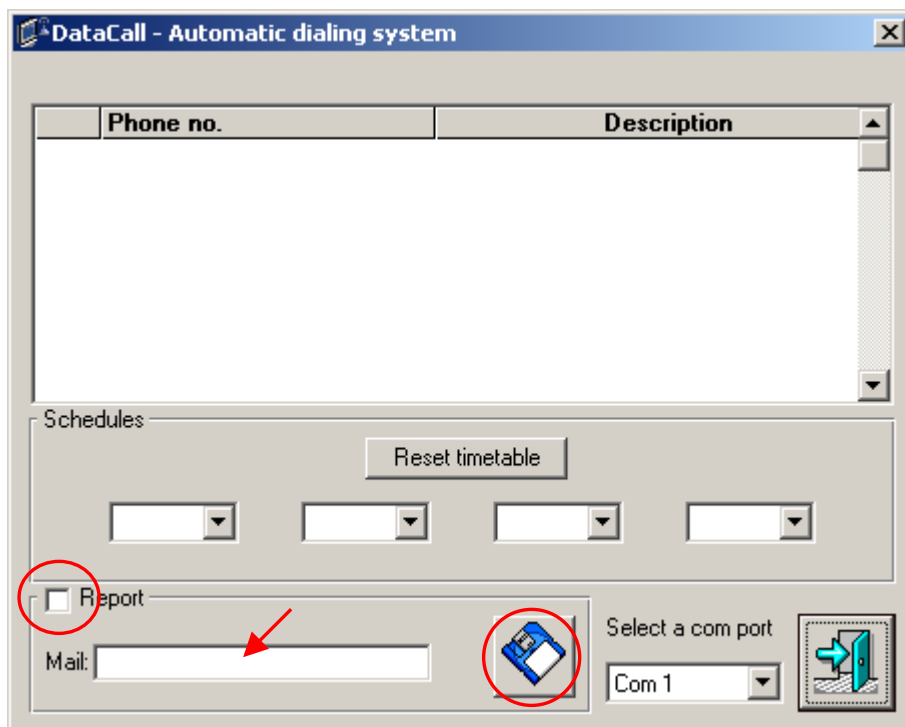 DataCall - Automatic dialing system
Phone no. Description
Schedules
Reset timetable
Report
Mail:
Select a com port
Com 1